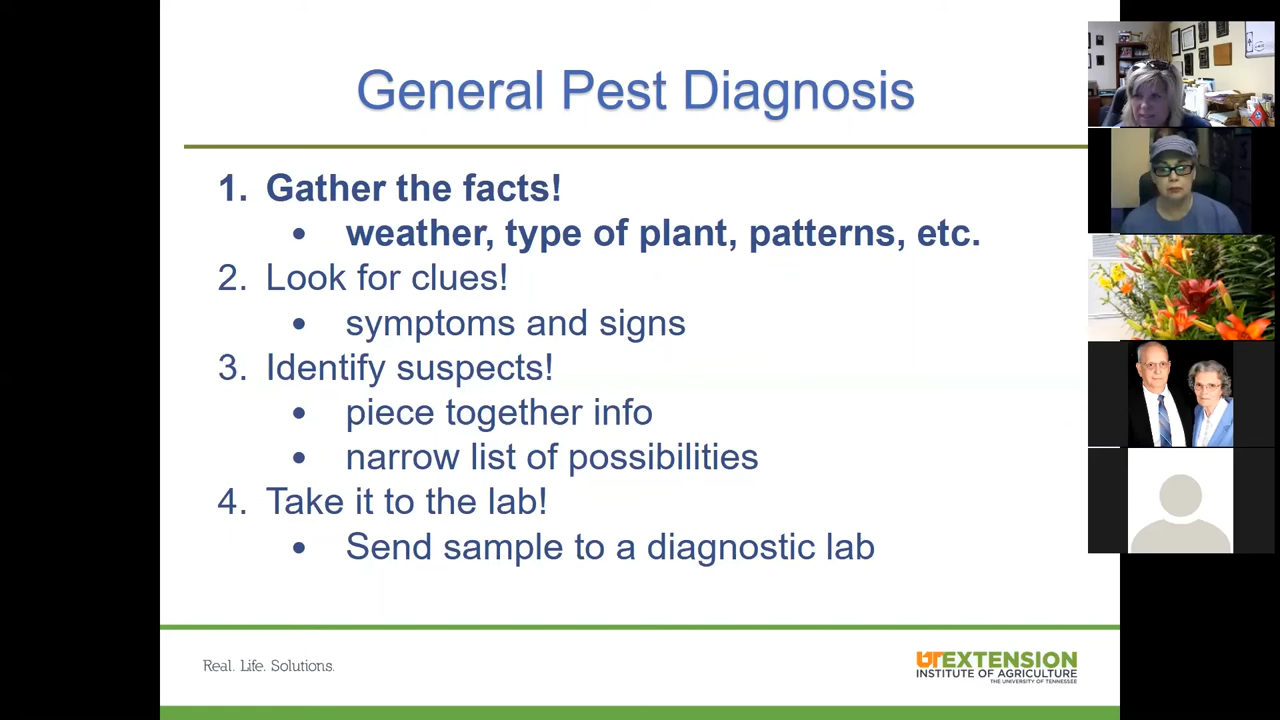 General Pest Diagnosis
1. Gather the facts!
• weather, type of plant, patterns, etc.
2. Look for clues!
• symptoms and signs
3. Identify suspects!
• piece together info
• narrow list of possibilities
4. Take it to the lab!
• Send sample to a diagnostic lab
Real. Life. Solutions.
UT EXTENSION
INSTITUTE OF AGRICULTURE
THE UNIVERSITY OF TENNESSEE